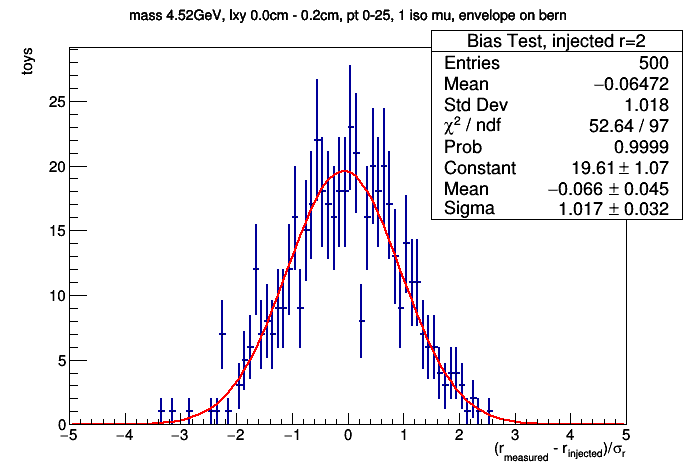 mass 4.52GeV, lxy 0.0cm - 0.2cm, pt 0-25, 1 iso mu, envelope on bern
toys
Bias Test, injected r=2
Entries 500
Mean −0.06472
Std Dev 1.018
χ² / ndf 52.64 / 97
Prob 0.9999
Constant 19.61 ± 1.07
Mean −0.066 ± 0.045
Sigma 1.017 ± 0.032
25
20
15
10
5
0
−5 −4 −3 −2 −1 0 1 2 3 4 5
(r_measured - r_injected)/σ_r